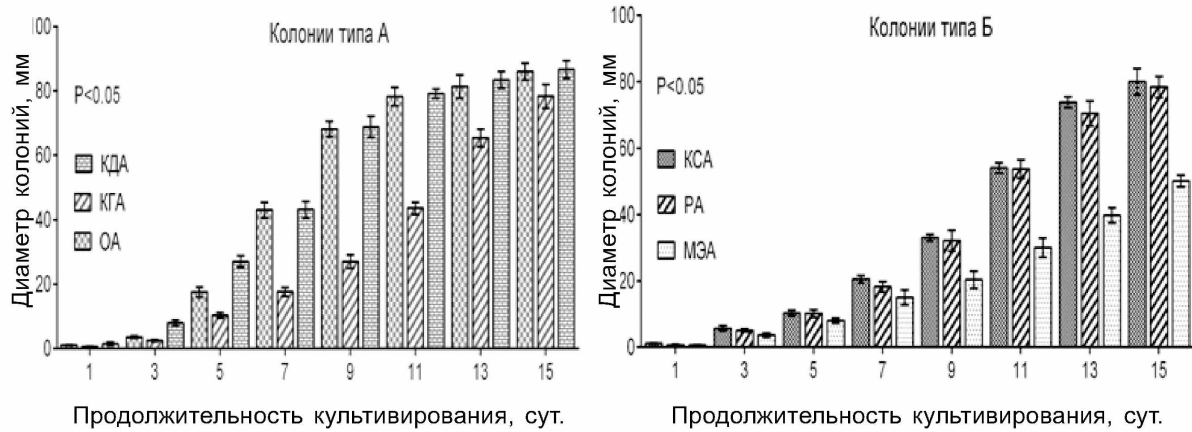 Колонии типа А
Диаметр колоний, мм
P<0.05
КДА
КГА
ОА
100
80
60
40
20
0
1 3 5 7 9 11 13 15
Продолжительность культивирования, сут.
Колонии типа Б
Диаметр колоний, мм
P<0.05
КСА
РА
МЭА
100
80
60
40
20
0
1 3 5 7 9 11 13 15
Продолжительность культивирования, сут.